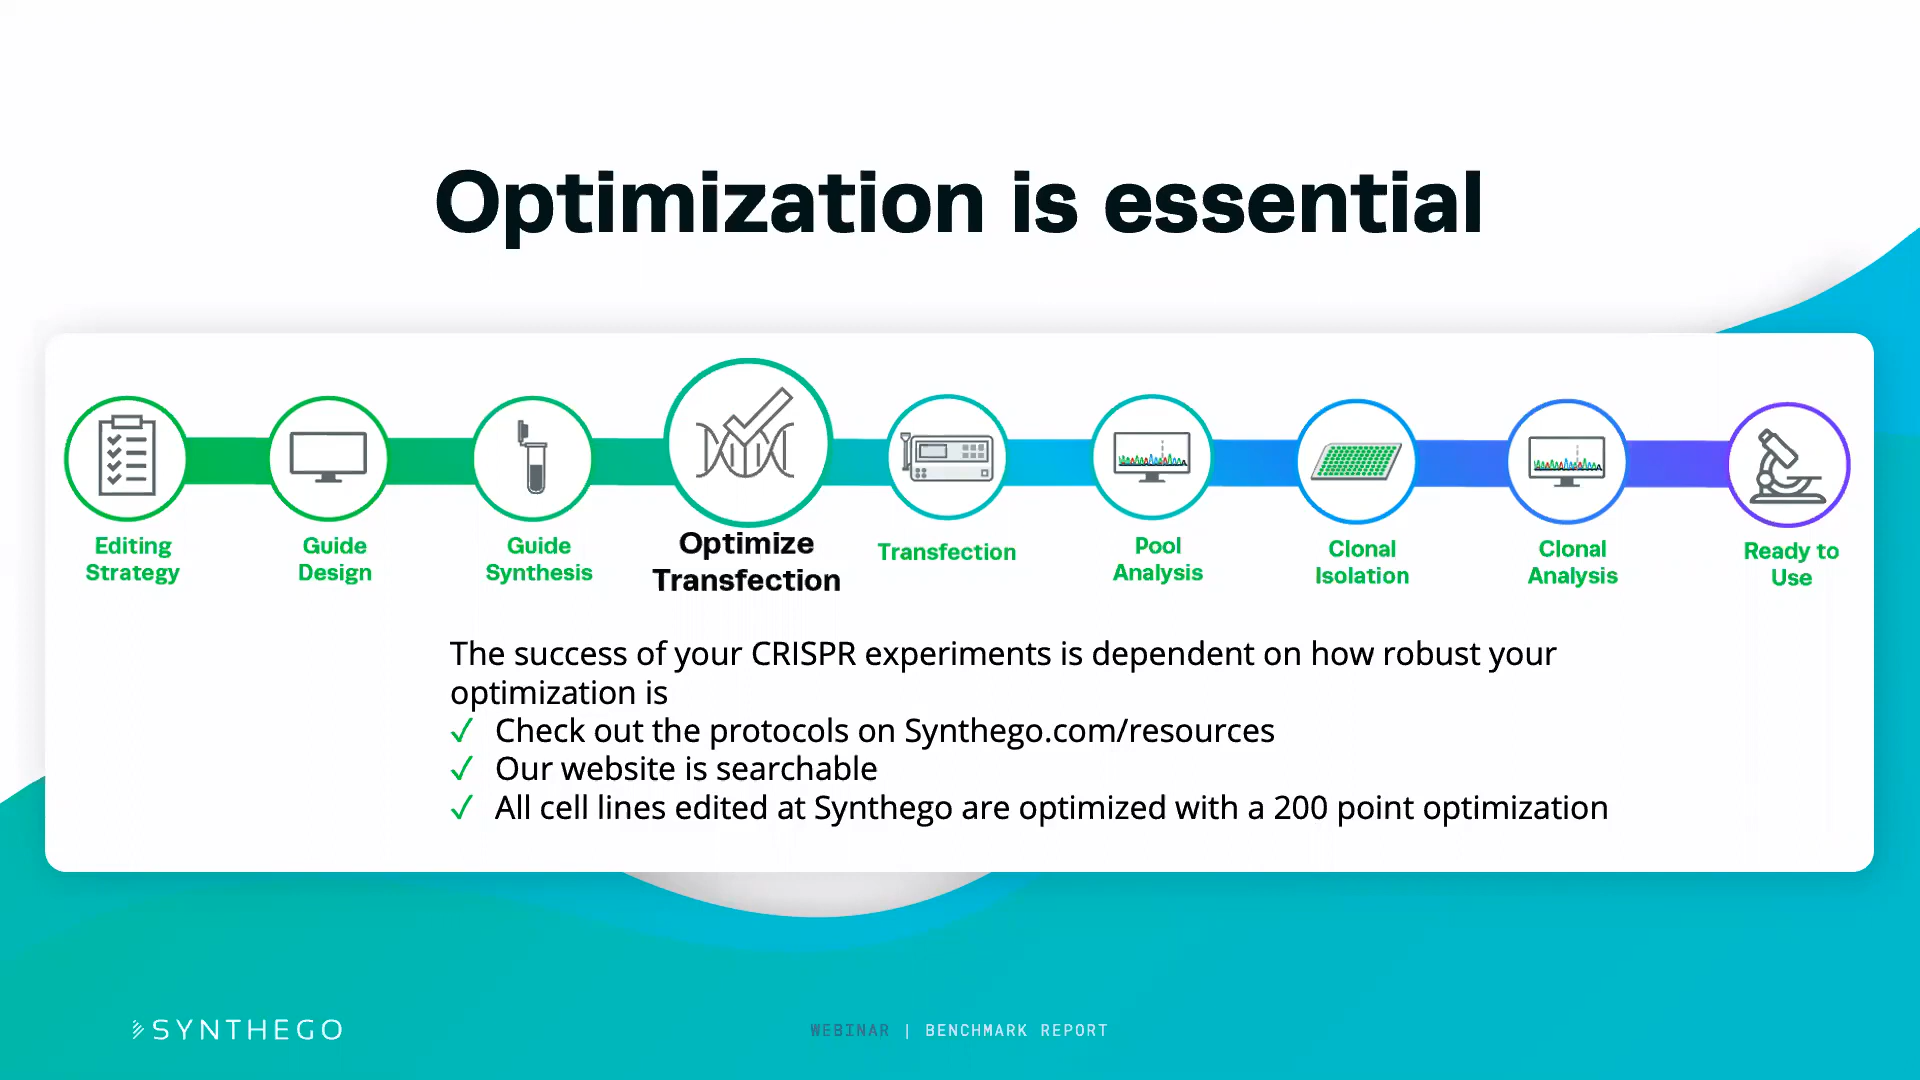 Optimization is essential
Editing
Strategy
Guide
Design
Guide
Synthesis
Optimize
Transfection
Transfection
Pool
Analysis
Clonal
Isolation
Clonal
Analysis
Ready to
Use
The success of your CRISPR experiments is dependent on how robust your
optimization is
✓ Check out the protocols on Synthego.com/resources
✓ Our website is searchable
✓ All cell lines edited at Synthego are optimized with a 200 point optimization
SYNTHEGO
WEBINAR | BENCHMARK REPORT